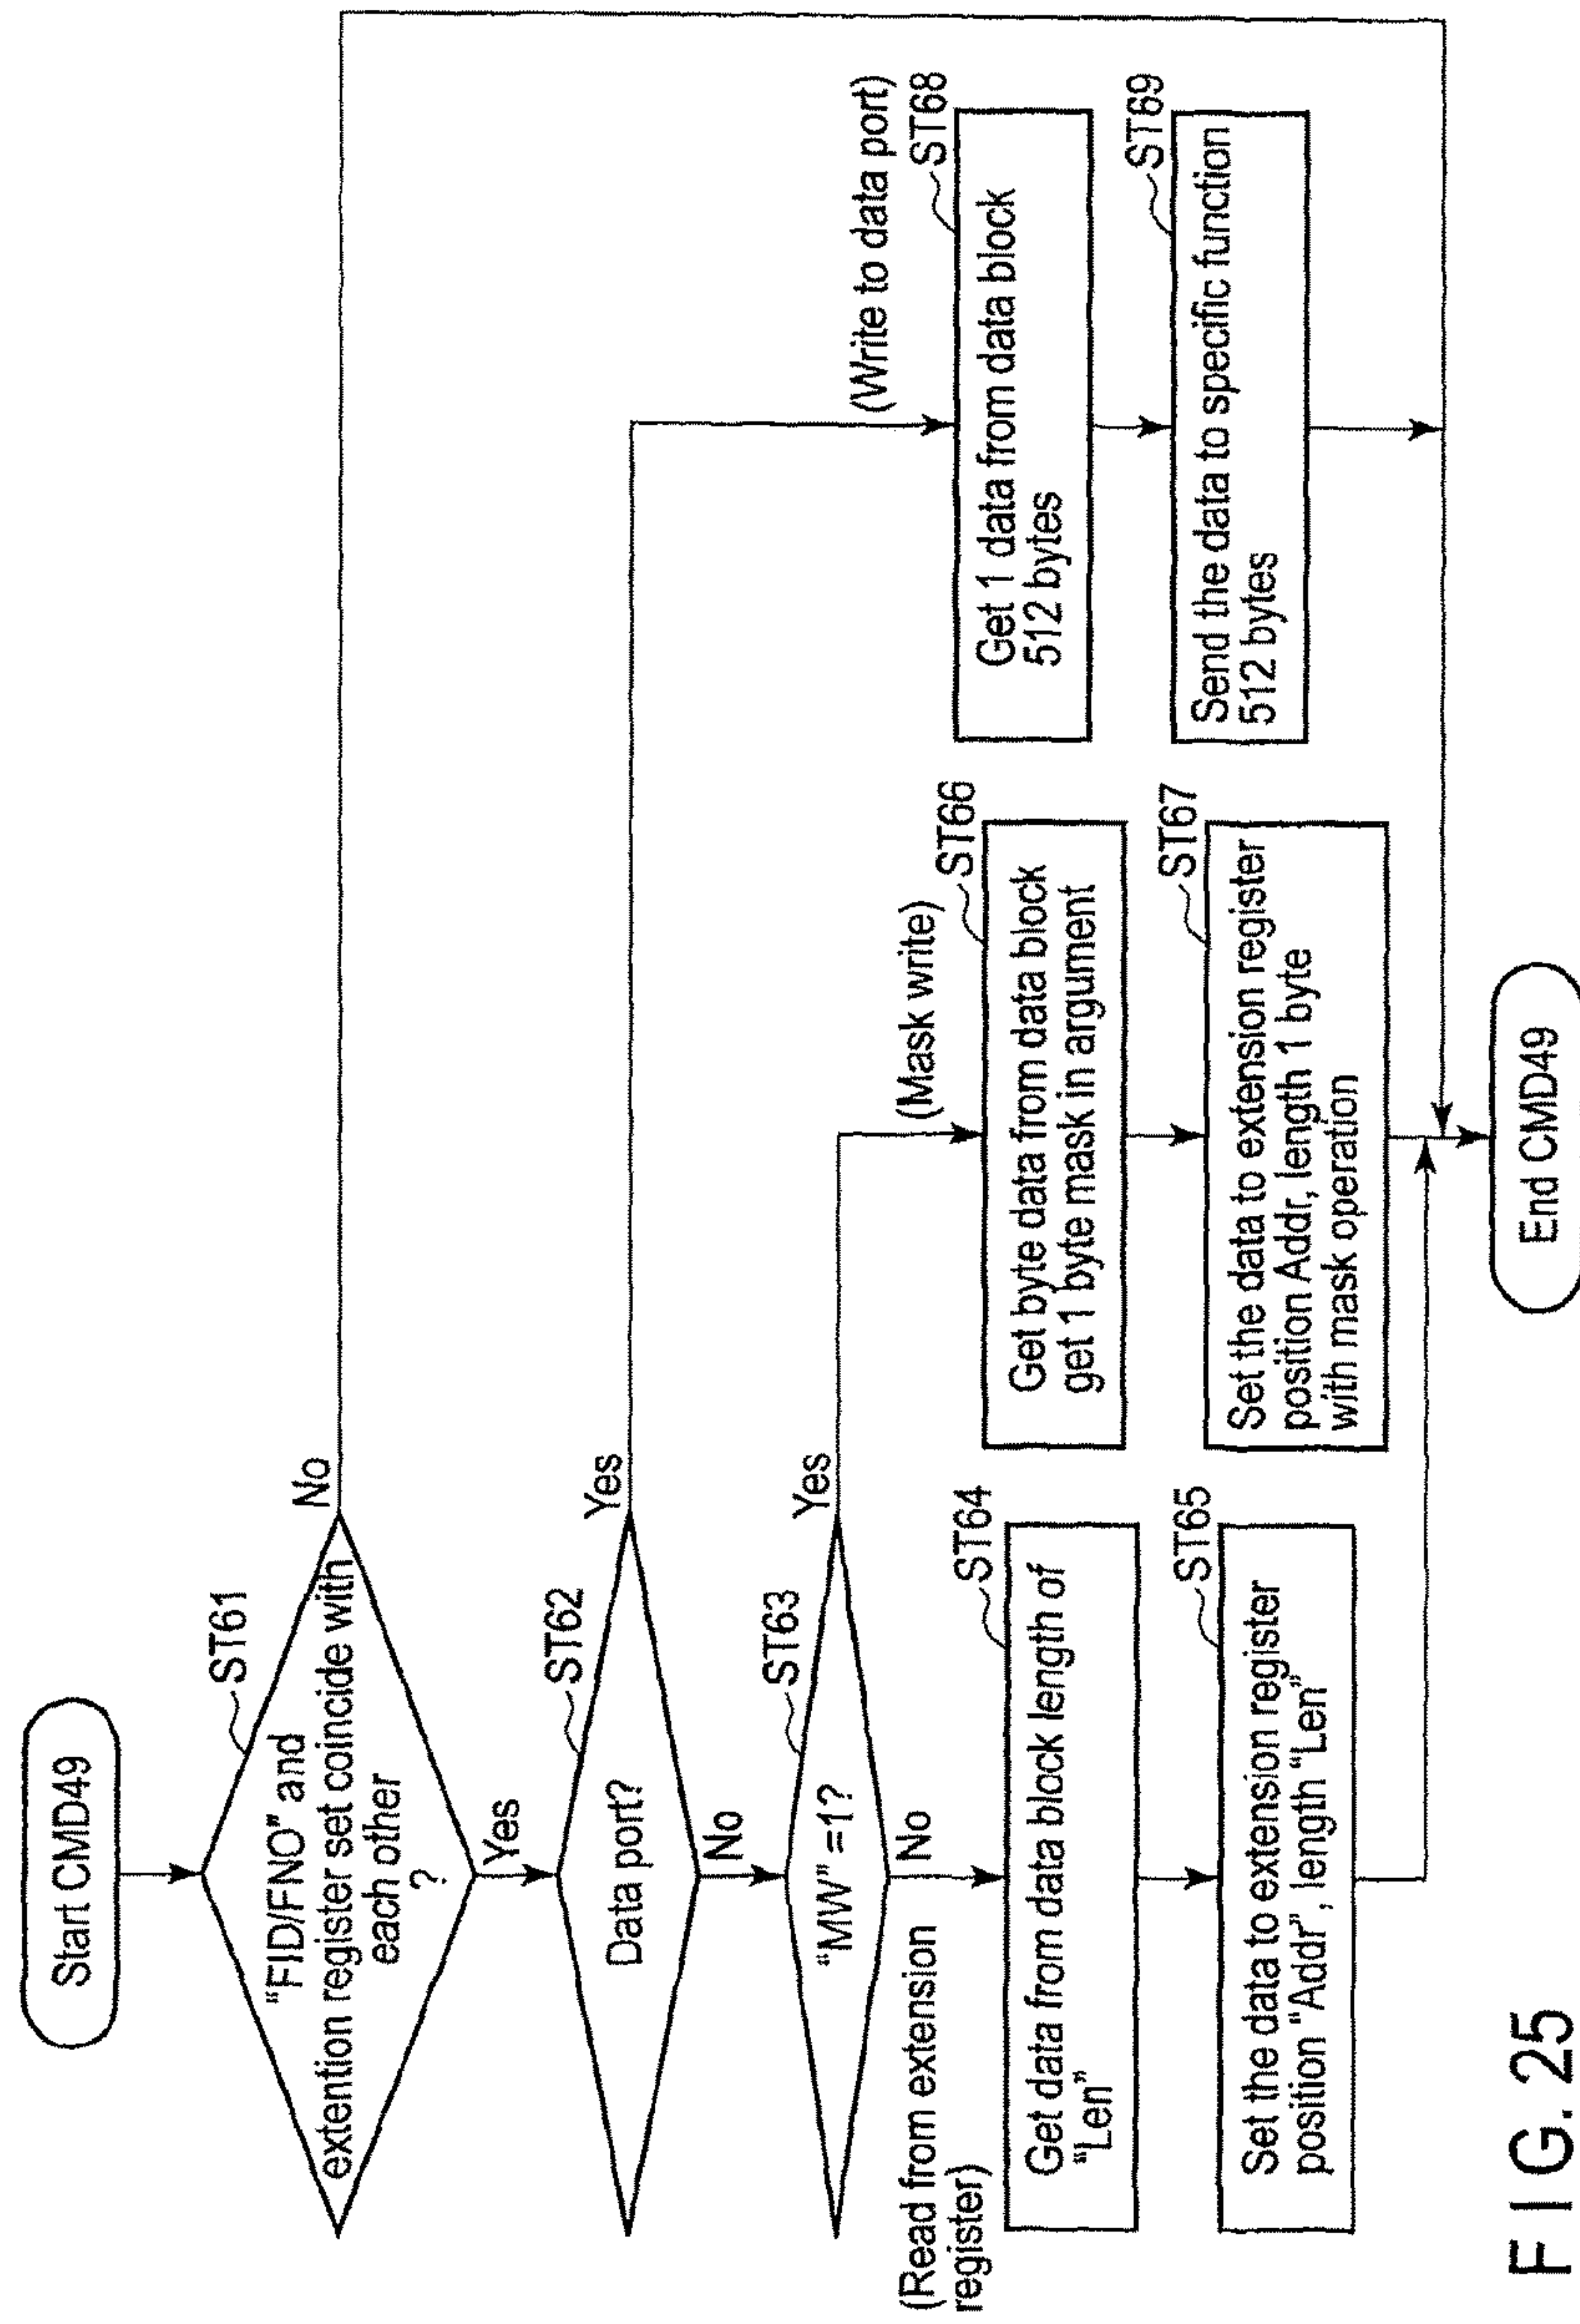 Start CMD49
ST61
"FID/FNO" and
extention register set coincide with
each other
?
No
Yes
ST62
Data port?
Yes
No
ST63
"MW" =1?
Yes
No
(Read from extension
register)
ST64
Get data from data block length of
"Len"
ST65
Set the data to extension register
position "Addr", length "Len"
(Mask write)
ST66
Get byte data from data block
get 1 byte mask in argument
ST67
Set the data to extension register
position Addr, length 1 byte
with mask operation
(Write to data port)
ST68
Get 1 data from data block
512 bytes
ST69
Send the data to specific function
512 bytes
End CMD49
FIG. 25